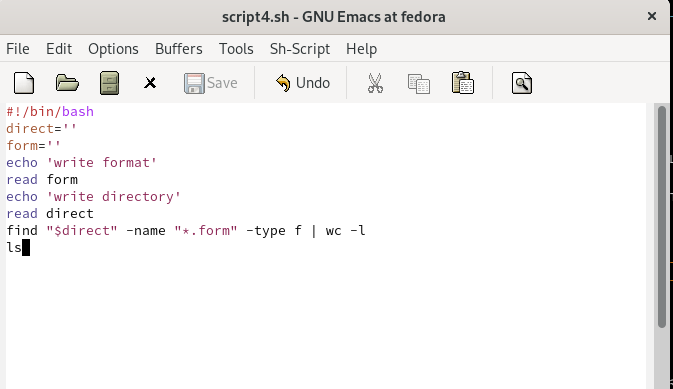 script4.sh - GNU Emacs at fedora
File Edit Options Buffers Tools Sh-Script Help
Save Undo
#!/bin/bash
direct=''
form=''
echo 'write format'
read form
echo 'write directory'
read direct
find "$direct" -name "*.form" -type f | wc -l
ls